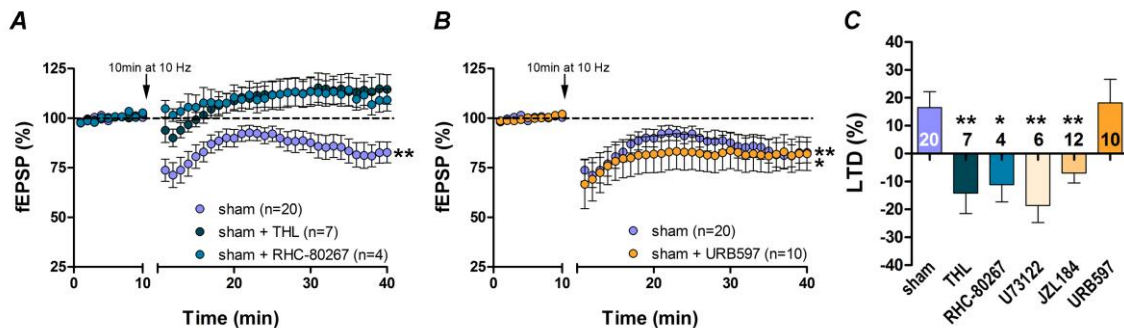 A
10min at 10 Hz
fEPSP (%)
125
100
75
50
25
**
sham (n=20)
sham + THL (n=7)
sham + RHC-80267 (n=4)
0
10
20
30
40
Time (min)
B
10min at 10 Hz
fEPSP (%)
125
100
75
50
25
**
*
sham (n=20)
sham + URB597 (n=10)
0
10
20
30
40
Time (min)
C
LTD (%)
40
30
20
10
0
-10
-20
-30
-40
** * ** **
20 7 4 6 12 10
sham
THL
RHC-80267
U73122
JZL184
URB597